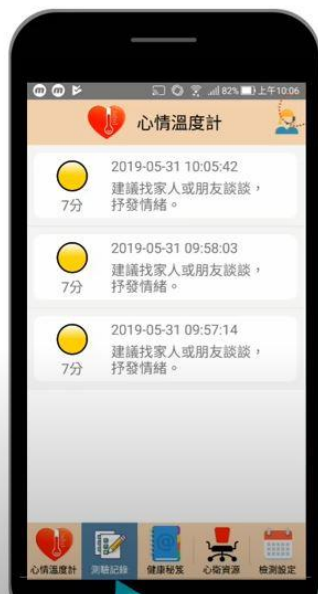 82% 上午10:06
心情溫度計
2019-05-31 10:05:42
建議找家人或朋友談談，
抒發情緒。
7分
2019-05-31 09:58:03
建議找家人或朋友談談，
抒發情緒。
7分
2019-05-31 09:57:14
建議找家人或朋友談談，
抒發情緒。
7分
心情溫度計 測驗記錄 健康秘笈 心衛資源 檢測設定